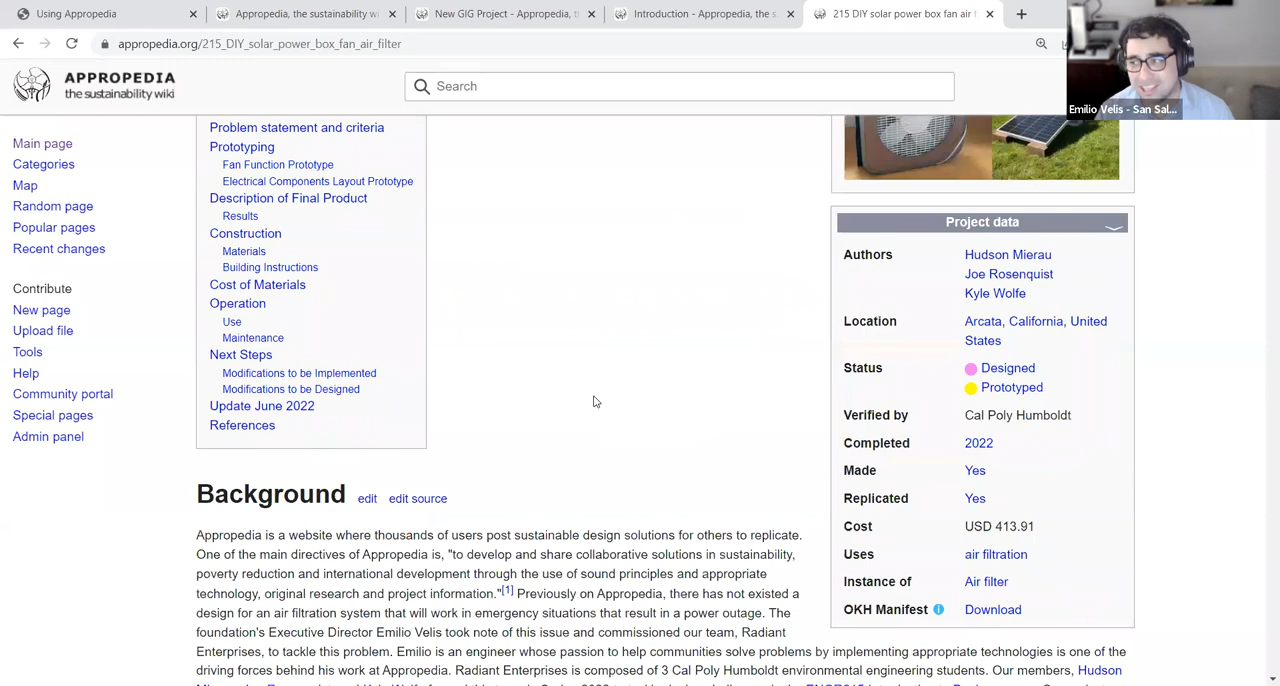 Using Appropedia
Appropedia, the sustainability wi
New GIG Project - Appropedia, t
Introduction - Appropedia, the s
215 DIY solar power box fan air f
appropedia.org/215_DIY_solar_power_box_fan_air_filter
APPROPEDIA
the sustainability wiki
Search
Emilio Velis - San Sal...
Main page
Categories
Map
Random page
Popular pages
Recent changes
Contribute
New page
Upload file
Tools
Help
Community portal
Special pages
Admin panel
Problem statement and criteria
Prototyping
Fan Function Prototype
Electrical Components Layout Prototype
Description of Final Product
Results
Construction
Materials
Building Instructions
Cost of Materials
Operation
Use
Maintenance
Next Steps
Modifications to be Implemented
Modifications to be Designed
Update June 2022
References
Project data
Authors Hudson Mierau
Joe Rosenquist
Kyle Wolfe
Location Arcata, California, United
States
Status Designed
Prototyped
Verified by Cal Poly Humboldt
Completed 2022
Made Yes
Replicated Yes
Cost USD 413.91
Uses air filtration
Instance of Air filter
OKH Manifest Download
Background edit edit source
Appropedia is a website where thousands of users post sustainable design solutions for others to replicate.
One of the main directives of Appropedia is, "to develop and share collaborative solutions in sustainability,
poverty reduction and international development through the use of sound principles and appropriate
technology, original research and project information."[1] Previously on Appropedia, there has not existed a
design for an air filtration system that will work in emergency situations that result in a power outage. The
foundation's Executive Director Emilio Velis took note of this issue and commissioned our team, Radiant
Enterprises, to tackle this problem. Emilio is an engineer whose passion to help communities solve problems by implementing appropriate technologies is one of the
driving forces behind his work at Appropedia. Radiant Enterprises is composed of 3 Cal Poly Humboldt environmental engineering students. Our members, Hudson